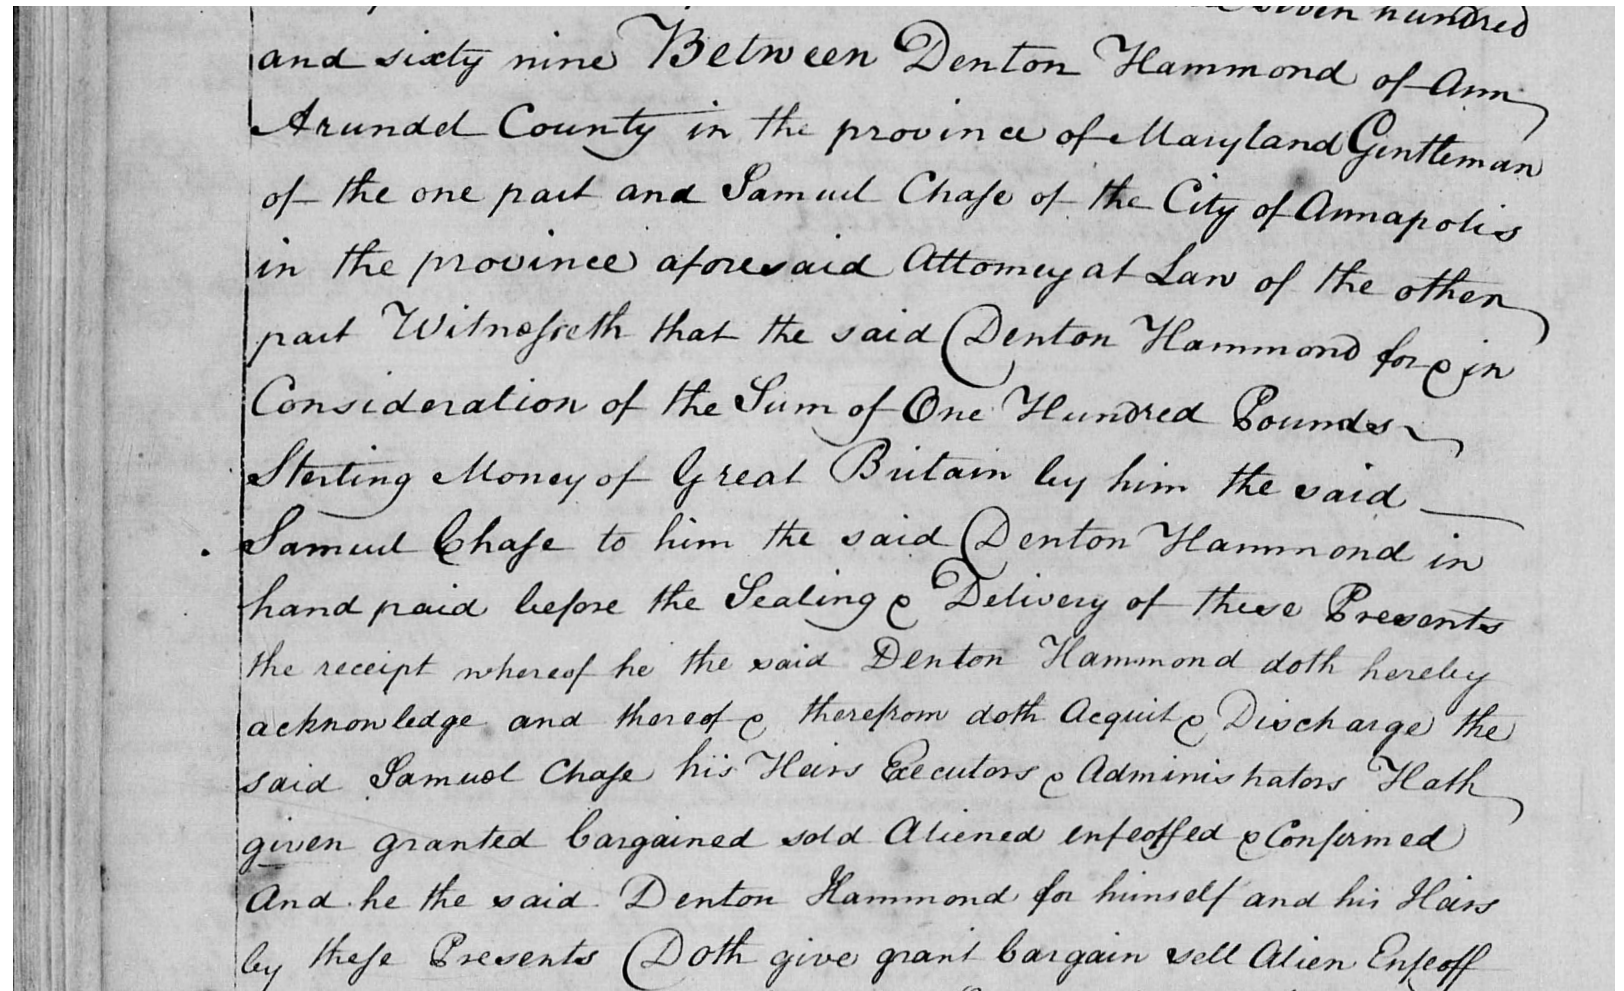 seven hundred
and sixty nine Between Denton Hammond of Ann
Arundel County in the province of Maryland Gentleman
of the one part and Samuel Chase of the City of Annapolis
in the province aforesaid Attorney at Law of the other
part Witnesseth that the said Denton Hammond for & in
Consideration of the Sum of One Hundred Pounds
Sterling Money of Great Britain by him the said
Samuel Chase to him the said Denton Hammond in
hand paid before the Sealing & Delivery of these Presents
the receipt whereof he the said Denton Hammond doth hereby
acknowledge and thereof & therefrom doth Acquit & Discharge the
said Samuel Chase his Heirs Executors & Administrators Hath
given granted bargained sold Aliened enfeoffed & Confirmed
And he the said Denton Hammond for himself and his Heirs
by these Presents Doth give grant bargain sell Alien Enfeoff